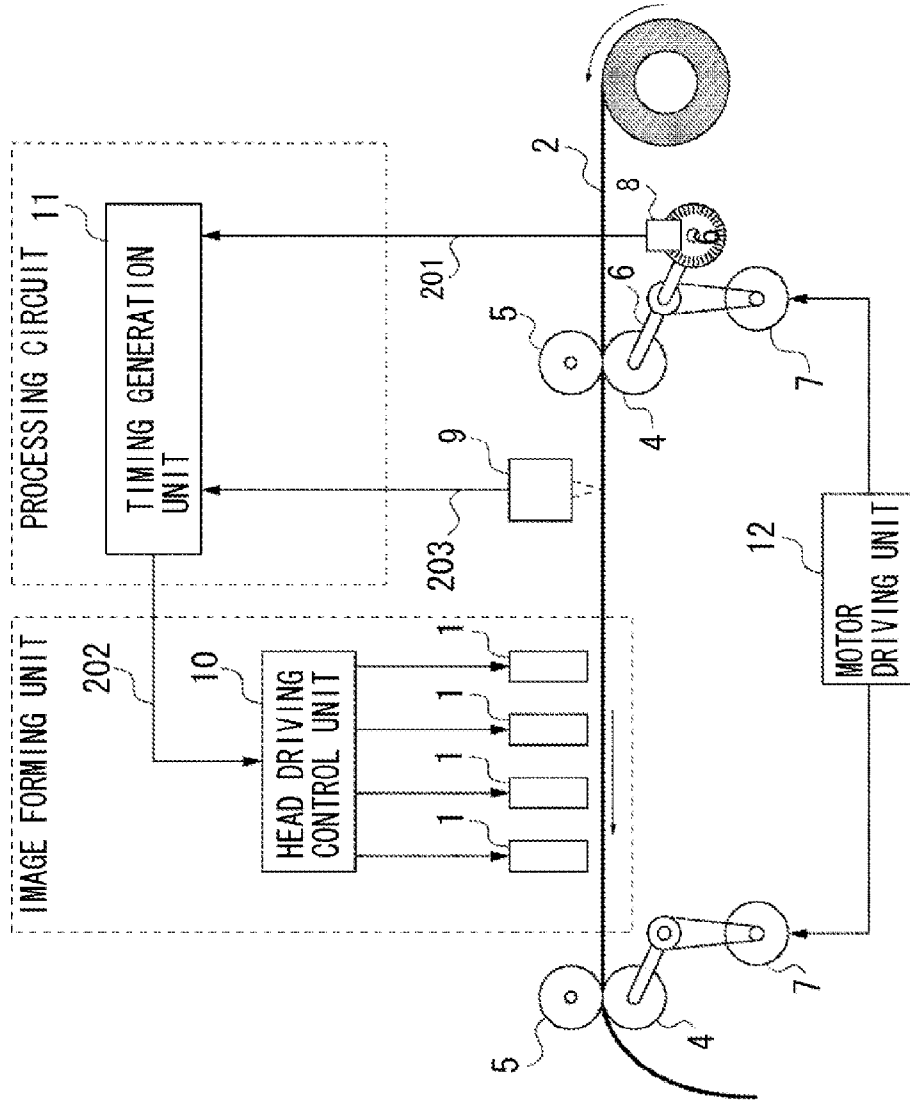 IMAGE FORMING UNIT
202
10
HEAD DRIVING
CONTROL UNIT
1
1
1
1
PROCESSING CIRCUIT
11
TIMING GENERATION
UNIT
203
9
201
5
6
8
2
6
4
7
5
4
7
12
MOTOR
DRIVING UNIT